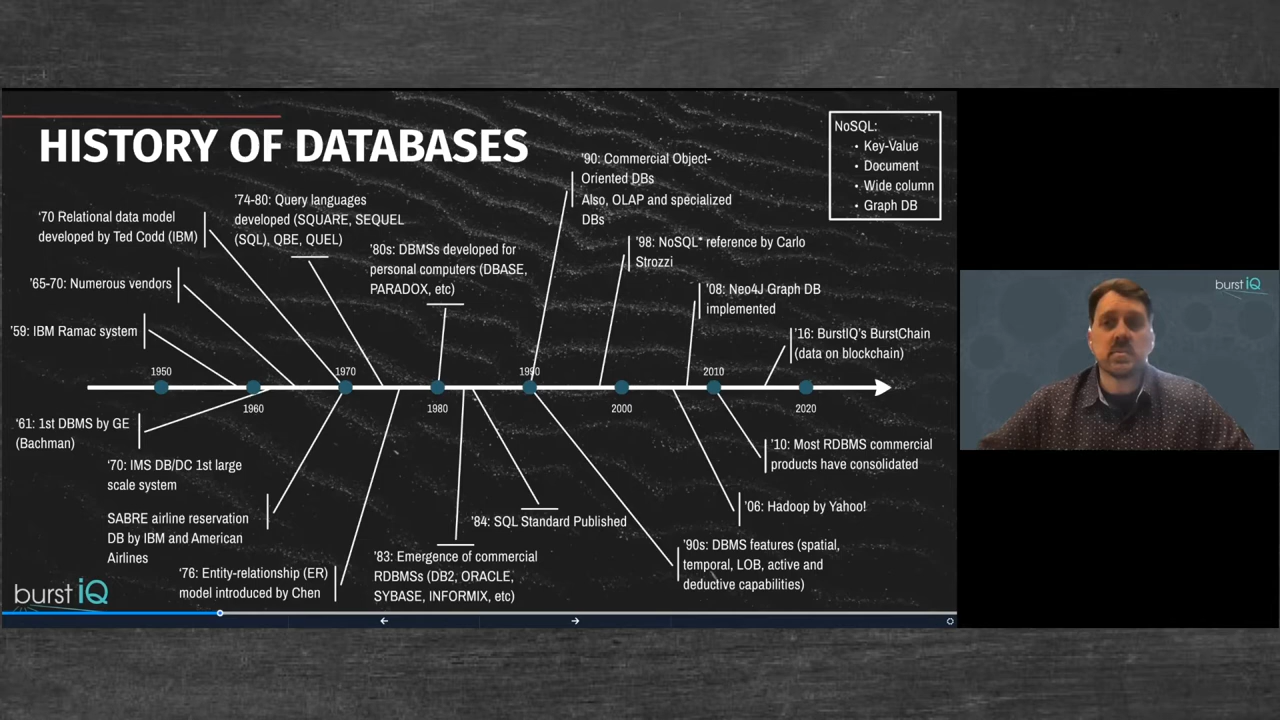 HISTORY OF DATABASES
NoSQL:
• Key-Value
• Document
• Wide column
• Graph DB
'90: Commercial Object-
Oriented DBs
Also, OLAP and specialized
DBs
'74-80: Query languages
developed (SQUARE, SEQUEL
(SQL), QBE, QUEL)
‘70 Relational data model
developed by Ted Codd (IBM)
'80s: DBMSs developed for
personal computers (DBASE,
PARADOX, etc)
'98: NoSQL* reference by Carlo
Strozzi
'65-70: Numerous vendors
'08: Neo4J Graph DB
implemented
'59: IBM Ramac system
'16: BurstIQ's BurstChain
(data on blockchain)
1950
1960
1970
1980
1990
2000
2010
2020
‘61: 1st DBMS by GE
(Bachman)
‘70: IMS DB/DC 1st large
scale system
SABRE airline reservation
DB by IBM and American
Airlines
'76: Entity-relationship (ER)
model introduced by Chen
'83: Emergence of commercial
RDBMSs (DB2, ORACLE,
SYBASE, INFORMIX, etc)
'84: SQL Standard Published
'90s: DBMS features (spatial,
temporal, LOB, active and
deductive capabilities)
'06: Hadoop by Yahoo!
'10: Most RDBMS commercial
products have consolidated
burst iQ
burst iQ